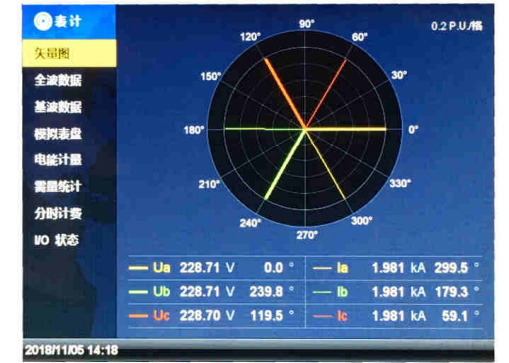 表计
矢量图
全波数据
基波数据
模拟表盘
电能计量
需量统计
分时计费
I/O 状态
0.2 P.U./格
90°
120°
60°
150°
30°
180°
0°
210°
330°
240°
300°
270°
Ua 228.71 V 0.0 ° Ia 1.981 kA 299.5 °
Ub 228.71 V 239.8 ° Ib 1.981 kA 179.3 °
Uc 228.70 V 119.5 ° Ic 1.981 kA 59.1 °
2018/11/05 14:18